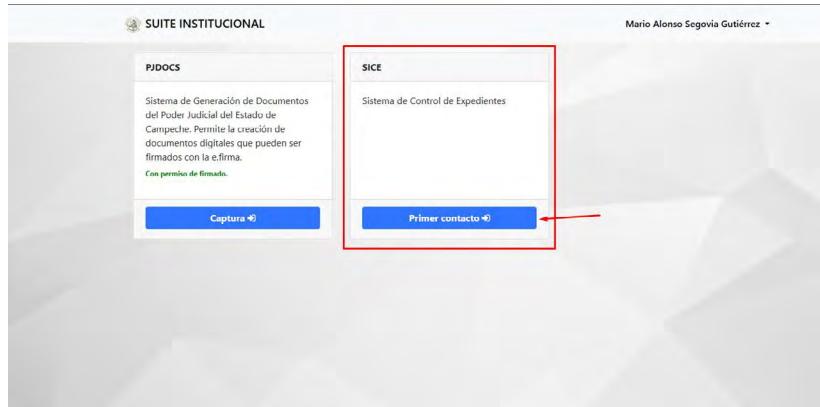 SUITE INSTITUCIONAL
Mario Alonso Segovia Gutiérrez
PJDOCS
Sistema de Generación de Documentos
del Poder Judicial del Estado de
Campeche. Permite la creación de
documentos digitales que pueden ser
firmados con la e.firma.
Con permiso de firmado.
Captura
SICE
Sistema de Control de Expedientes
Primer contacto